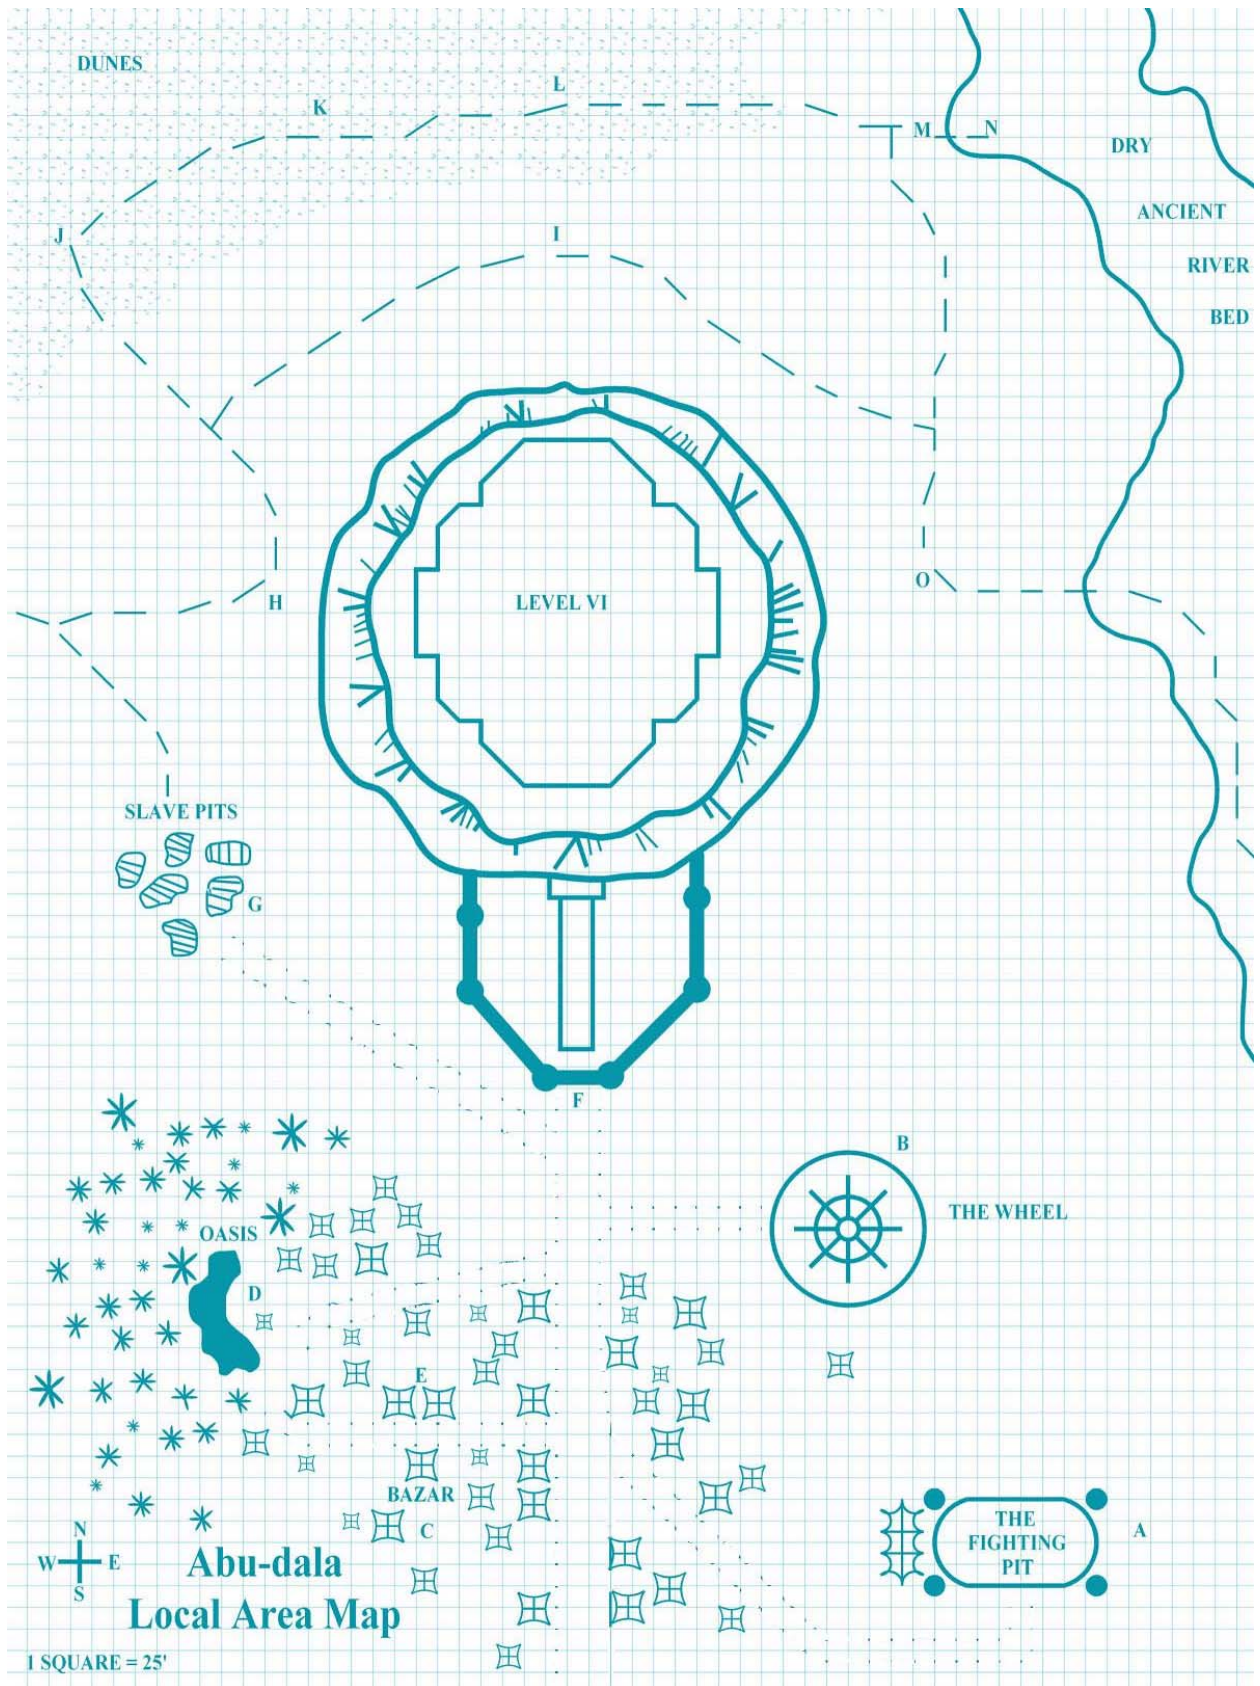 DUNES
L
K
M
N
DRY
ANCIENT
J
I
RIVER
BED
O
H
LEVEL VI
SLAVE PITS
G
F
B
THE WHEEL
OASIS
D
E
BAZAR
C
THE
FIGHTING
PIT
A
N
W
E
S
Abu-dala
Local Area Map
1 SQUARE = 25'